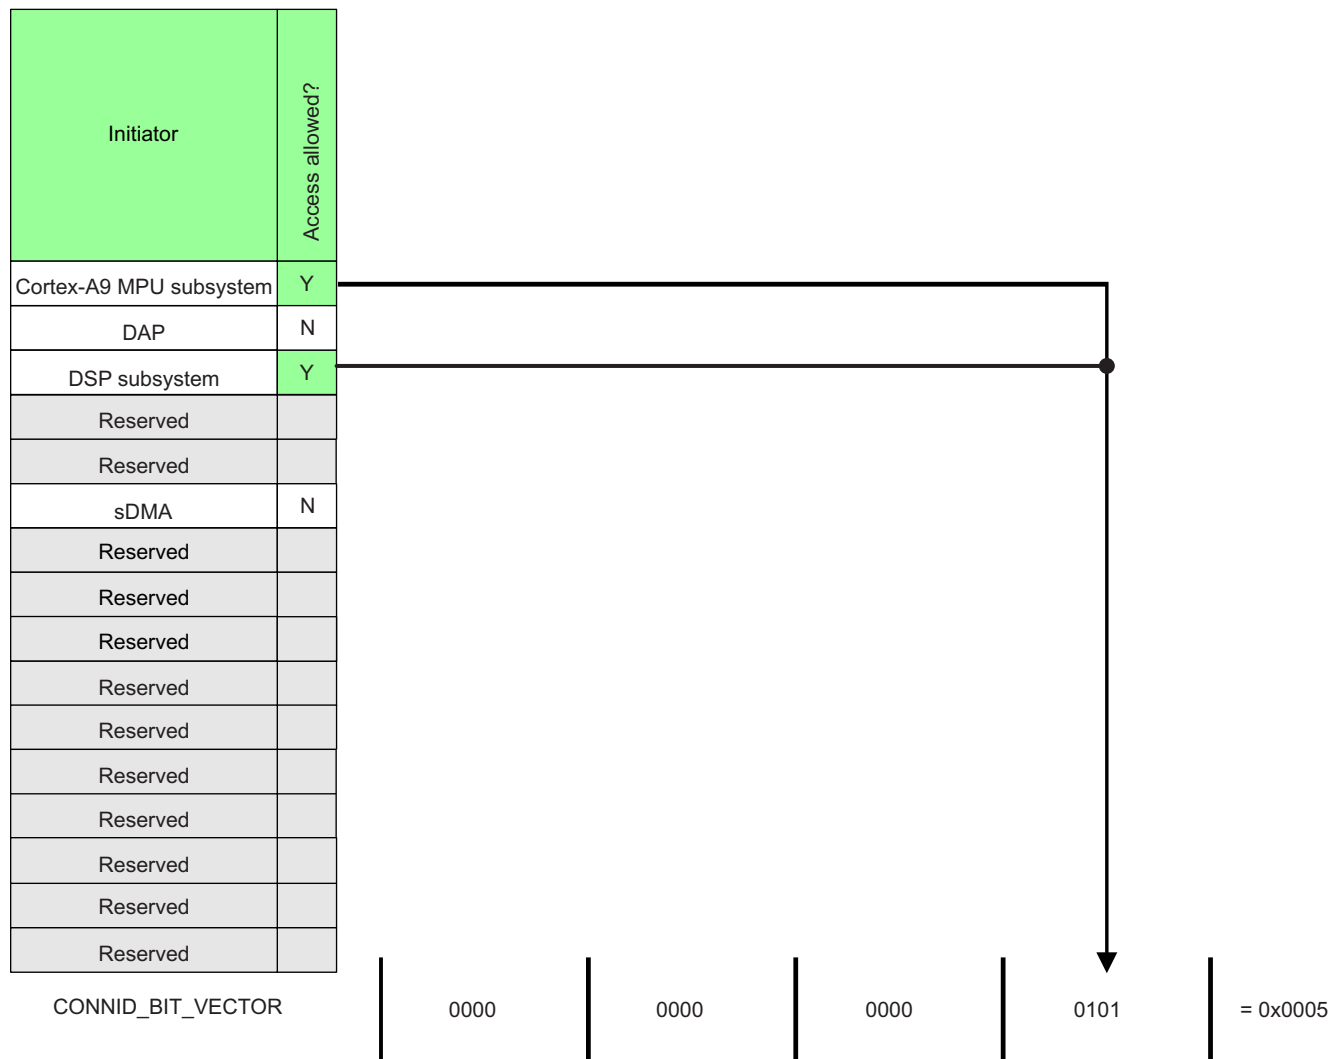 Initiator Access allowed?
Cortex-A9 MPU subsystem Y
DAP N
DSP subsystem Y
Reserved
Reserved
sDMA N
Reserved
Reserved
Reserved
Reserved
Reserved
Reserved
Reserved
Reserved
Reserved
Reserved
CONNID_BIT_VECTOR 0000 0000 0000 0101 = 0x0005